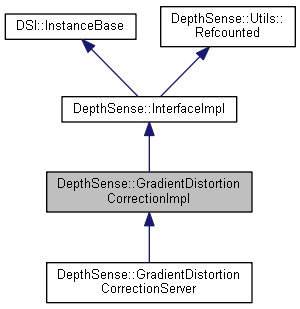 DSI::InstanceBase
DepthSense::Utils::
Refcounted
DepthSense::InterfaceImpl
DepthSense::GradientDistortion
CorrectionImpl
DepthSense::GradientDistortion
CorrectionServer